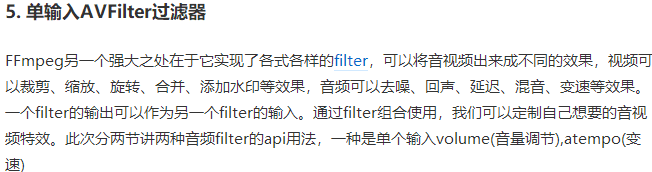 5. 单输入AVFilter过滤器
FFmpeg另一个强大之处在于它实现了各式各样的filter，可以将音视频出来成不同的效果，视频可
以裁剪、缩放、旋转、合并、添加水印等效果，音频可以去噪、回声、延迟、混音、变速等效果。
一个filter的输出可以作为另一个filter的输入。通过filter组合使用，我们可以定制自己想要的音视
频特效。此次分两节讲两种音频filter的api用法，一种是单个输入volume(音量调节),atempo(变
速)